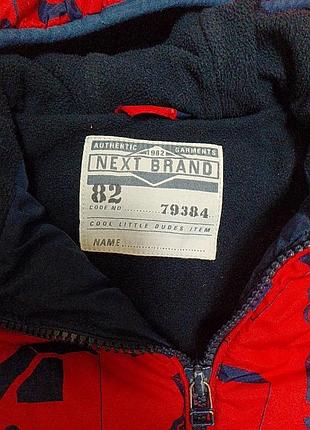 AUTHENTIC GARMENTS
1982
NEXT BRAND
82
CODE NO 79384
COOL LITTLE DUDES ITEM
NAME